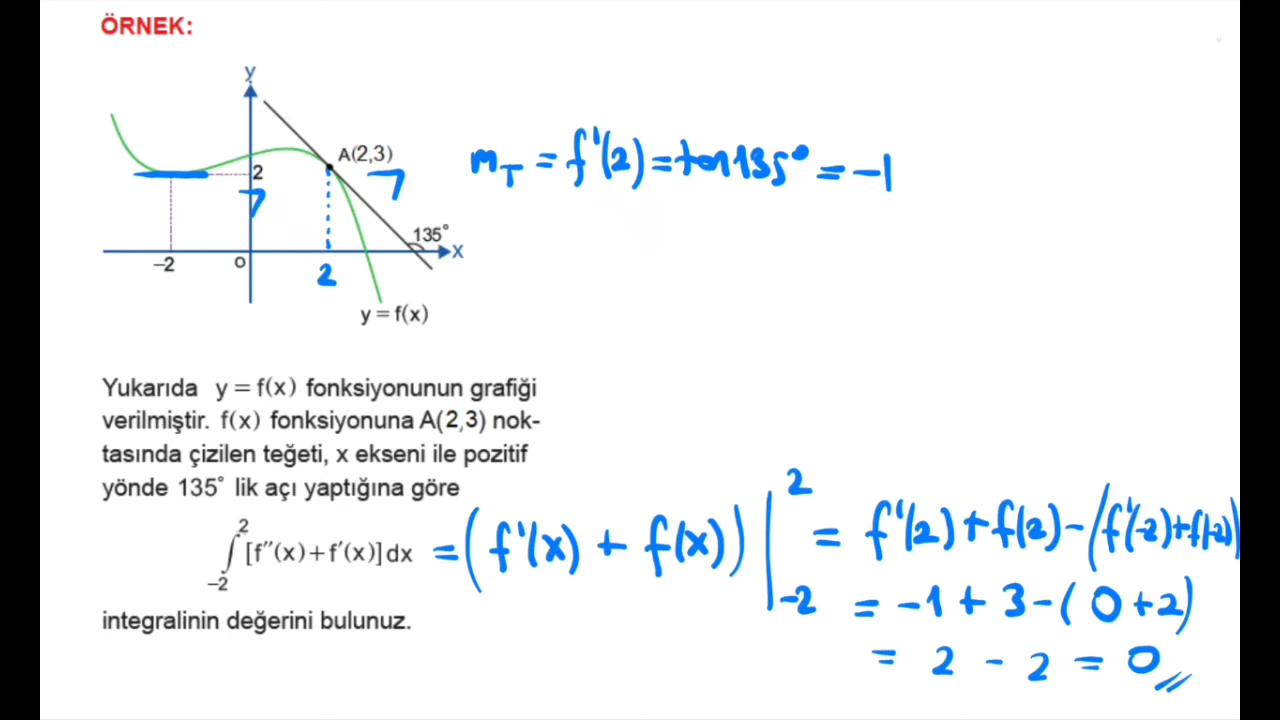 ÖRNEK:
y
A(2,3)
2
135°
x
-2
O
2
y = f(x)
m_T = f'(2) = tan135° = -1
Yukarıda y = f(x) fonksiyonunun grafiği
verilmiştir. f(x) fonksiyonuna A(2,3) nok-
tasında çizilen teğeti, x ekseni ile pozitif
yönde 135° lik açı yaptığına göre
∫_{-2}^{2} [f''(x)+f'(x)]dx = (f'(x) + f(x)) |_{-2}^{2} = f'(2) + f(2) - (f'(-2)+f(-2))
= -1 + 3 - (0+2)
integralinin değerini bulunuz.
= 2 - 2 = 0